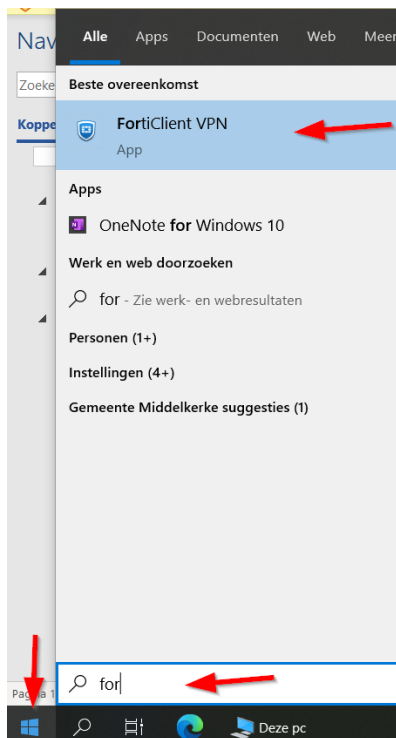 Nav
Alle Apps Documenten Web Meer
Zoeke
Beste overeenkomst
Koppe
FortiClient VPN
App
Apps
OneNote for Windows 10
Werk en web doorzoeken
for - Zie werk- en webresultaten
Personen (1+)
Instellingen (4+)
Gemeente Middelkerke suggesties (1)
for
Pagina 1
Deze pc